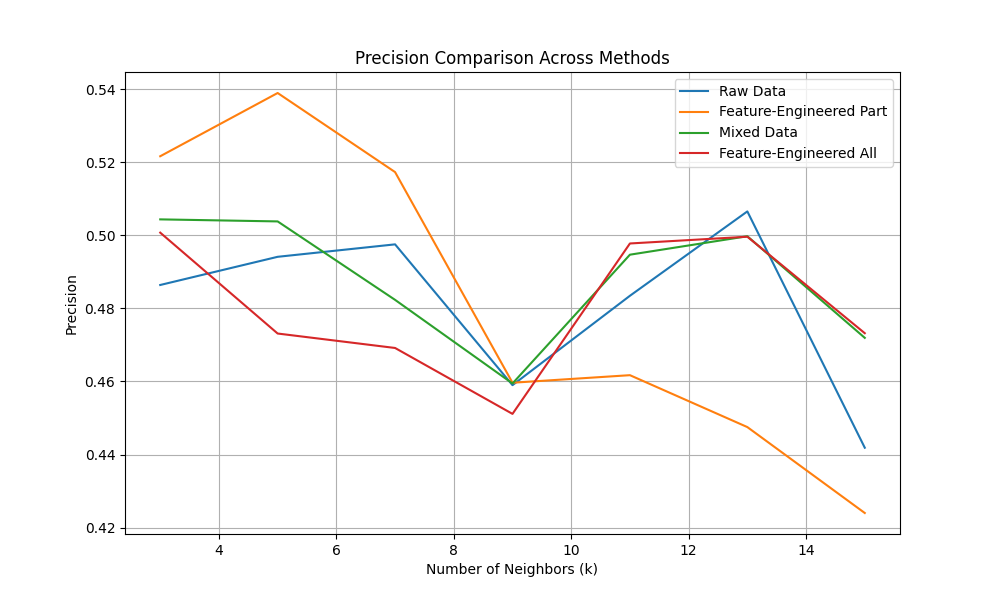 Precision Comparison Across Methods
Raw Data
Feature-Engineered Part
Mixed Data
Feature-Engineered All
Precision
0.54
0.52
0.50
0.48
0.46
0.44
0.42
4 6 8 10 12 14
Number of Neighbors (k)